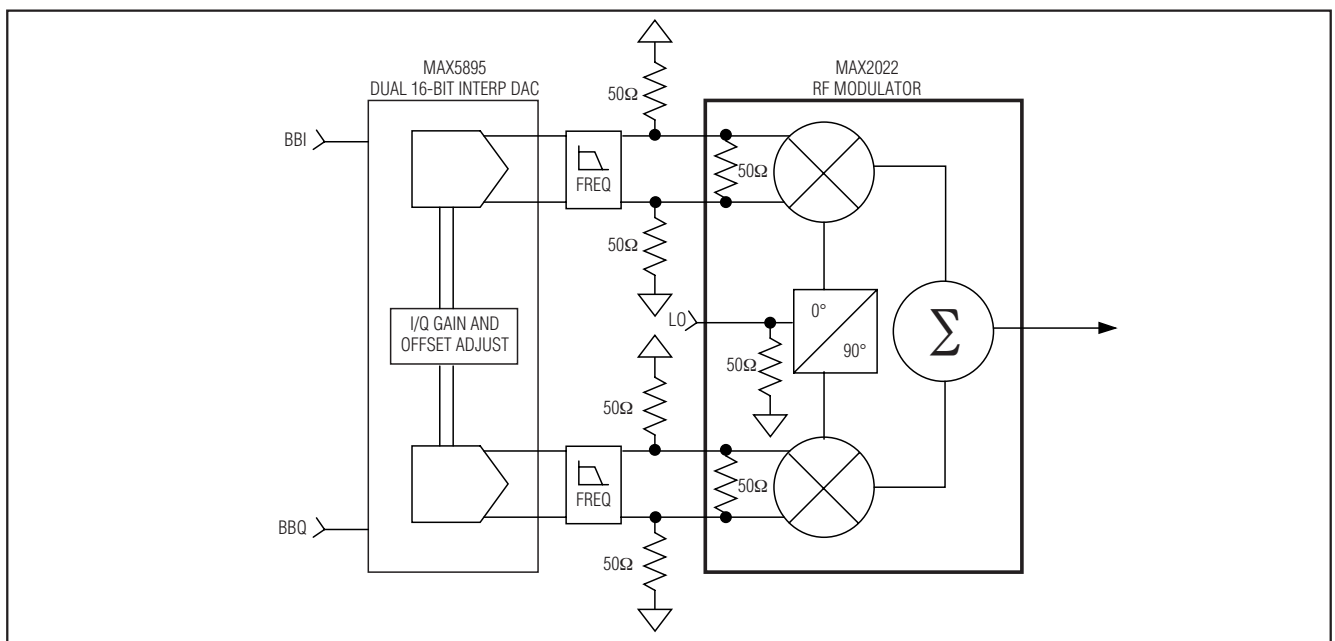 MAX5895
DUAL 16-BIT INTERP DAC
MAX2022
RF MODULATOR
50Ω
BBI
FREQ
50Ω
50Ω
I/Q GAIN AND
OFFSET ADJUST
LO
0°
90°
Σ
50Ω
50Ω
FREQ
50Ω
BBQ
50Ω